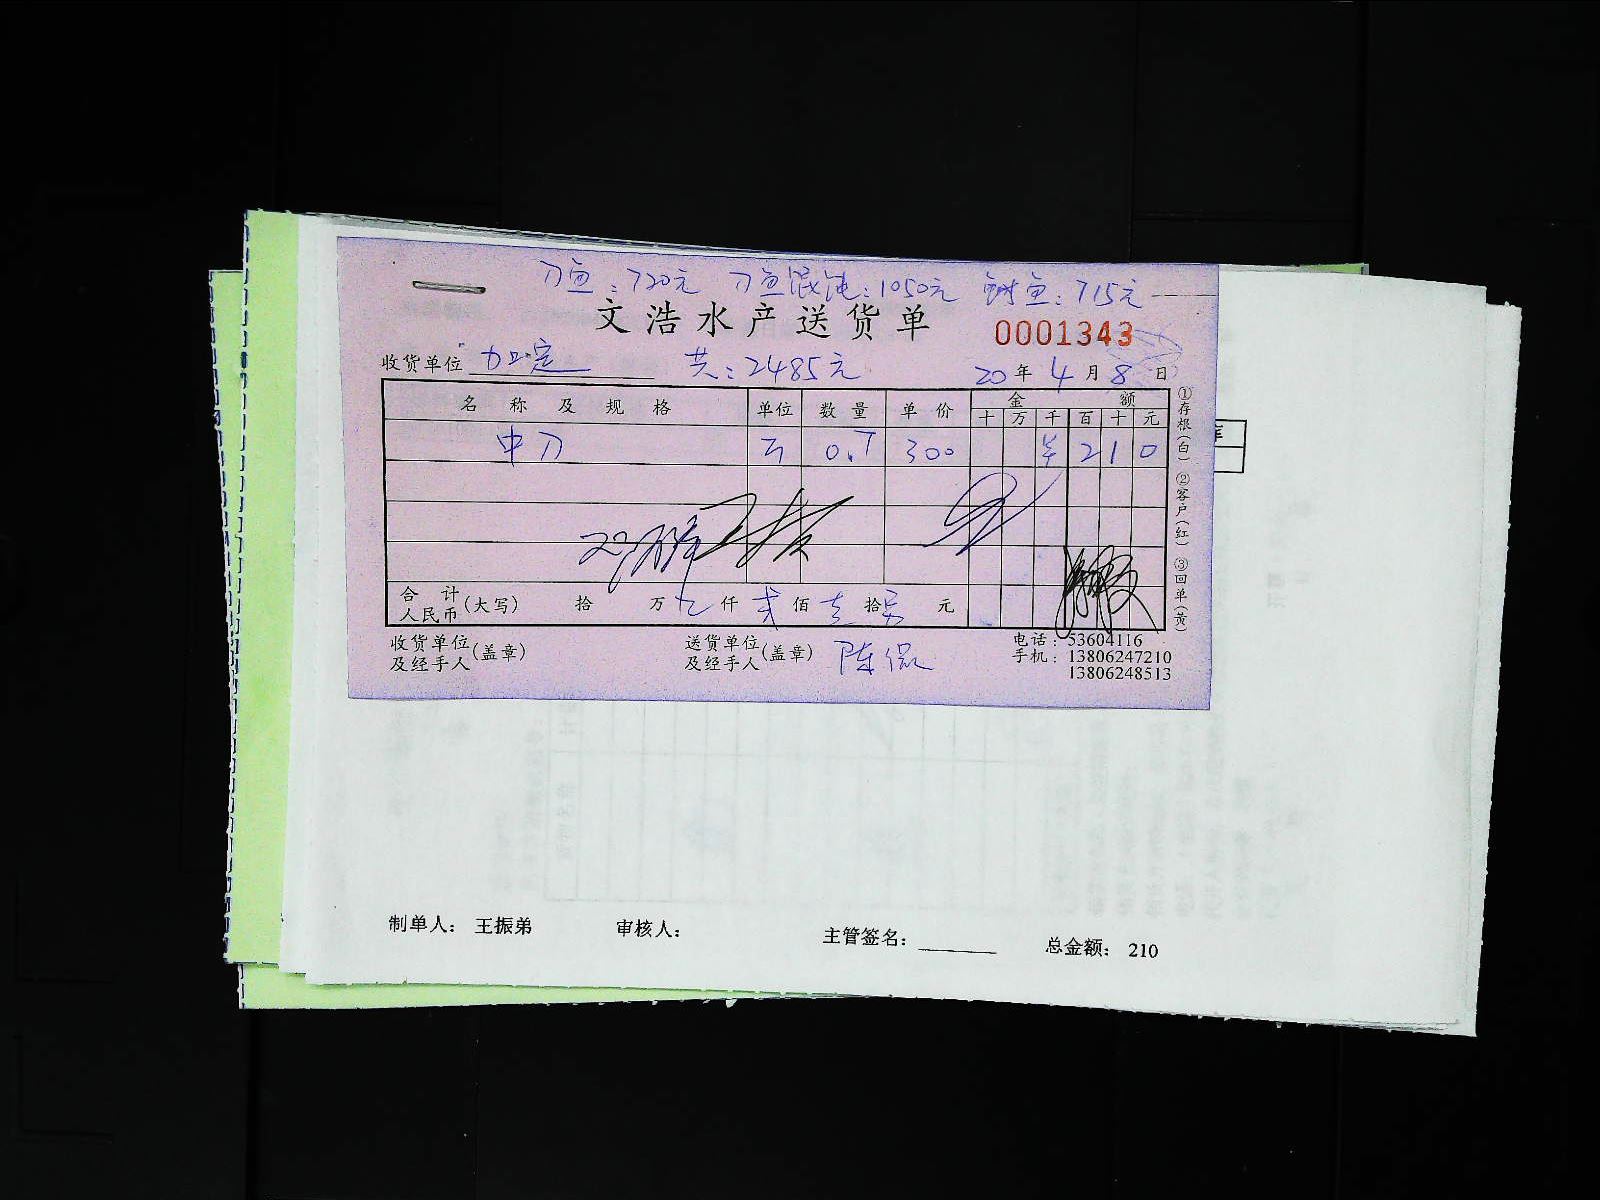 刀鱼：720元 刀鱼混沌：1050元 鲥鱼：715元
文浩水产送货单
0001343
收货单位 共：2485元 20年4月8日
名称及规格 单位 数量 单价 金额
十 万 千 百 十 元
中刀 0.7 300 ¥ 2 1 0
合计人民币(大写) 拾 万 仟 贰 佰 壹 拾 元
①存根(白) ②客户(红) ③回单(黄)
收货单位及经手人(盖章) 送货单位及经手人(盖章) 陈
电话：53604116
手机：13806247210
13806248513
制单人：王振弟 审核人： 主管签名： 总金额：210